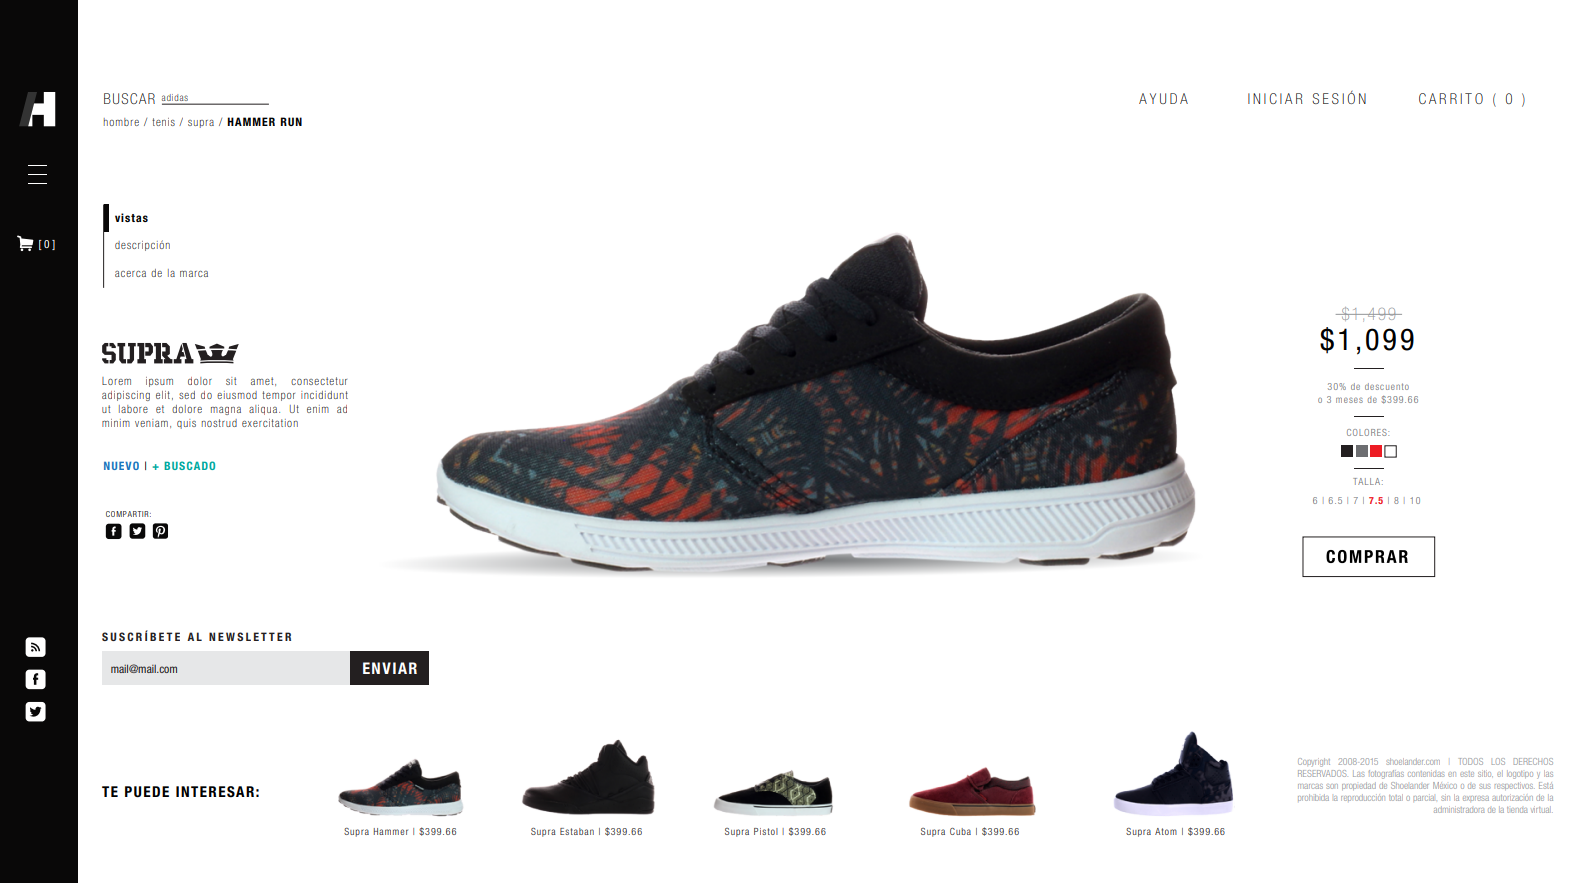 BUSCAR adidas
AYUDA
INICIAR SESIÓN
CARRITO ( 0 )
hombre / tenis / supra / HAMMER RUN
[ 0 ]
vistas
descripción
acerca de la marca
SUPRA
Lorem ipsum dolor sit amet, consectetur
adipiscing elit, sed do eiusmod tempor incididunt
ut labore et dolore magna aliqua. Ut enim ad
minim veniam, quis nostrud exercitation
NUEVO | + BUSCADO
COMPARTIR:
$1,499
$1,099
30% de descuento
o 3 meses de $399.66
COLORES:
TALLA:
6 | 6.5 | 7 | 7.5 | 8 | 10
COMPRAR
SUSCRÍBETE AL NEWSLETTER
mail@mail.com
ENVIAR
TE PUEDE INTERESAR:
Supra Hammer | $399.66
Supra Estaban | $399.66
Supra Pistol | $399.66
Supra Cuba | $399.66
Supra Atom | $399.66
Copyright 2008-2015 shoelander.com | TODOS LOS DERECHOS
RESERVADOS. Las fotografías contenidas en este sitio, el logotipo y las
marcas son propiedad de Shoelander México o de sus respectivos. Está
prohibida la reproducción total o parcial, sin la expresa autorización de la
administradora de la tienda virtual.